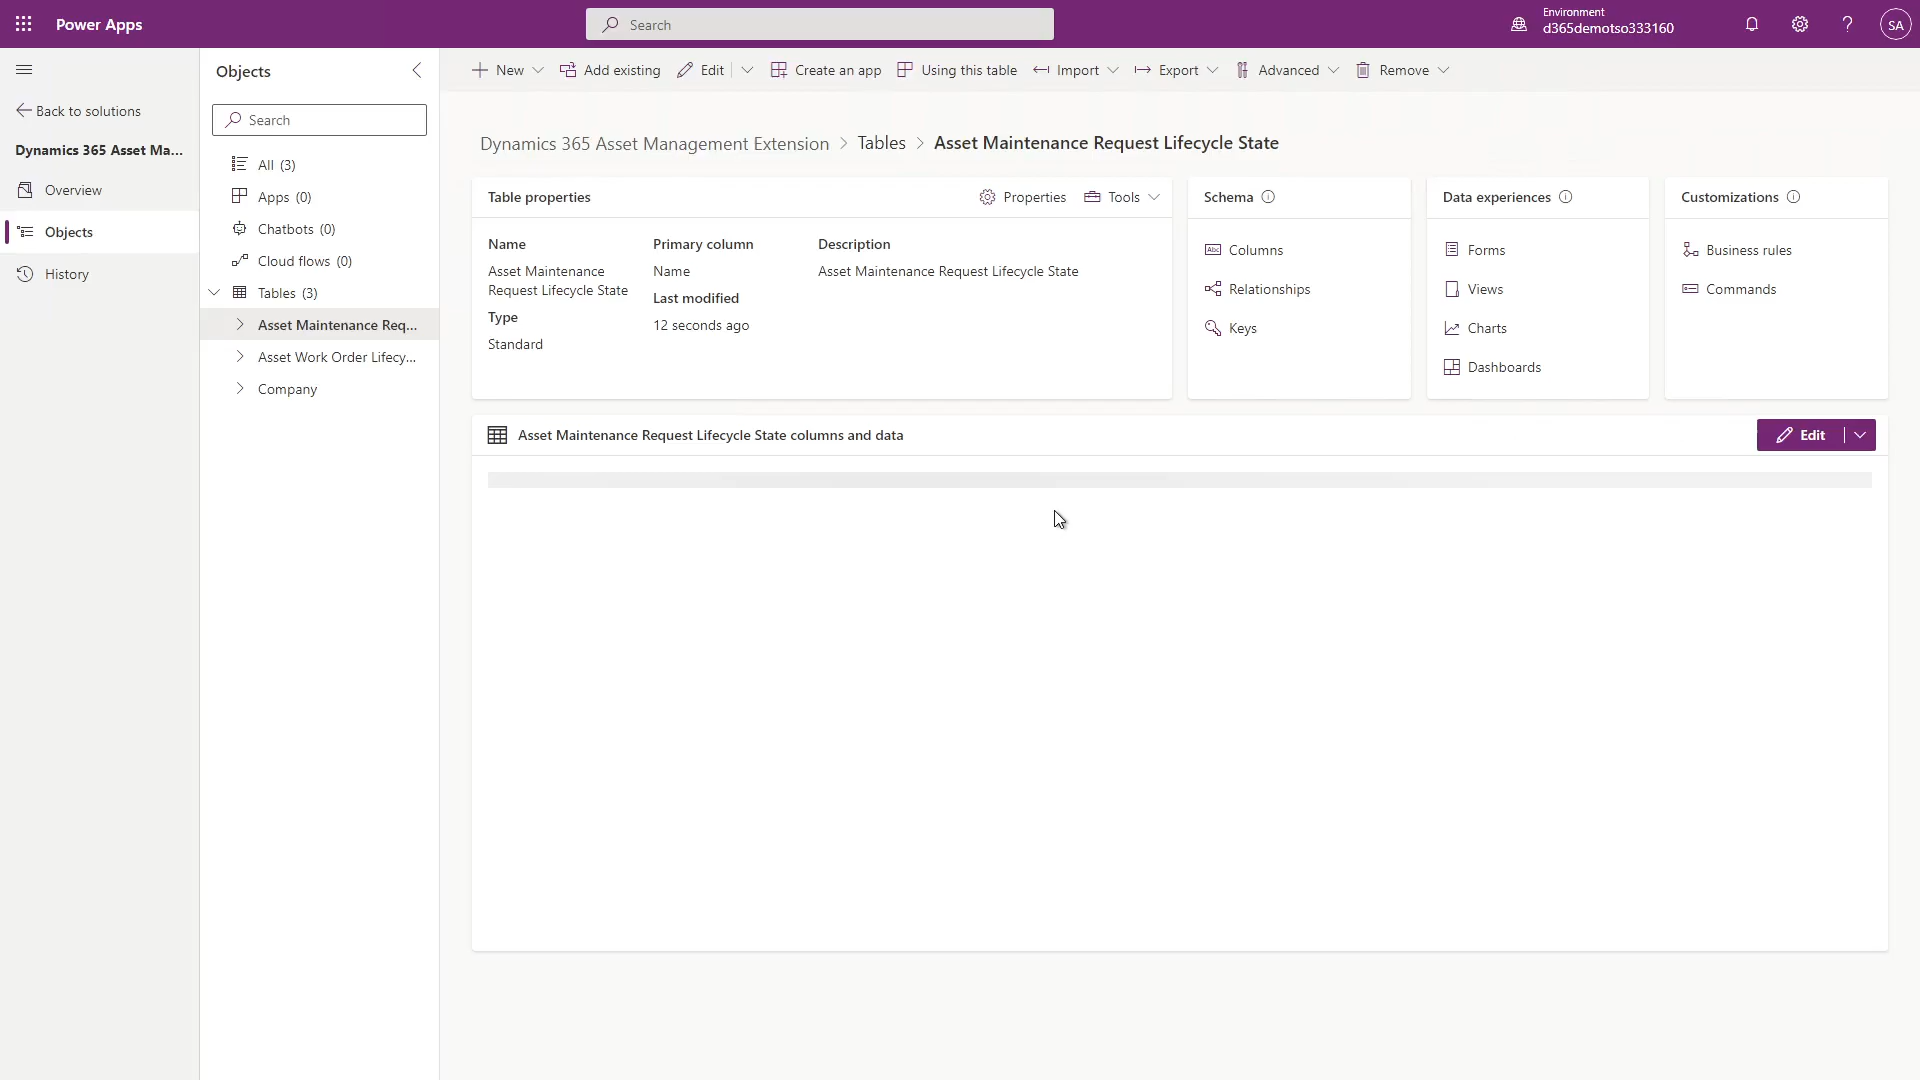 Power Apps
Search
Environment
d365demotso333160
SA
Back to solutions
Dynamics 365 Asset Ma...
Overview
Objects
History
Objects
Search
All (3)
Apps (0)
Chatbots (0)
Cloud flows (0)
Tables (3)
Asset Maintenance Req...
Asset Work Order Lifecy...
Company
New
Add existing
Edit
Create an app
Using this table
Import
Export
Advanced
Remove
Dynamics 365 Asset Management Extension > Tables > Asset Maintenance Request Lifecycle State
Table properties
Properties
Tools
Name
Asset Maintenance
Request Lifecycle State
Type
Standard
Primary column
Name
Last modified
12 seconds ago
Description
Asset Maintenance Request Lifecycle State
Schema
Columns
Relationships
Keys
Data experiences
Forms
Views
Charts
Dashboards
Customizations
Business rules
Commands
Asset Maintenance Request Lifecycle State columns and data
Edit